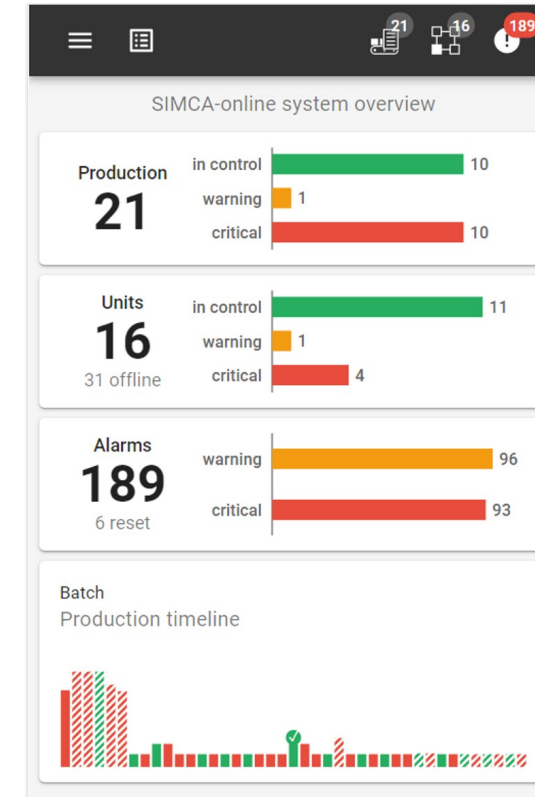 21 16 189
SIMCA-online system overview
Production
21
in control 10
warning 1
critical 10
Units
16
31 offline
in control 11
warning 1
critical 4
Alarms
189
6 reset
warning 96
critical 93
Batch
Production timeline